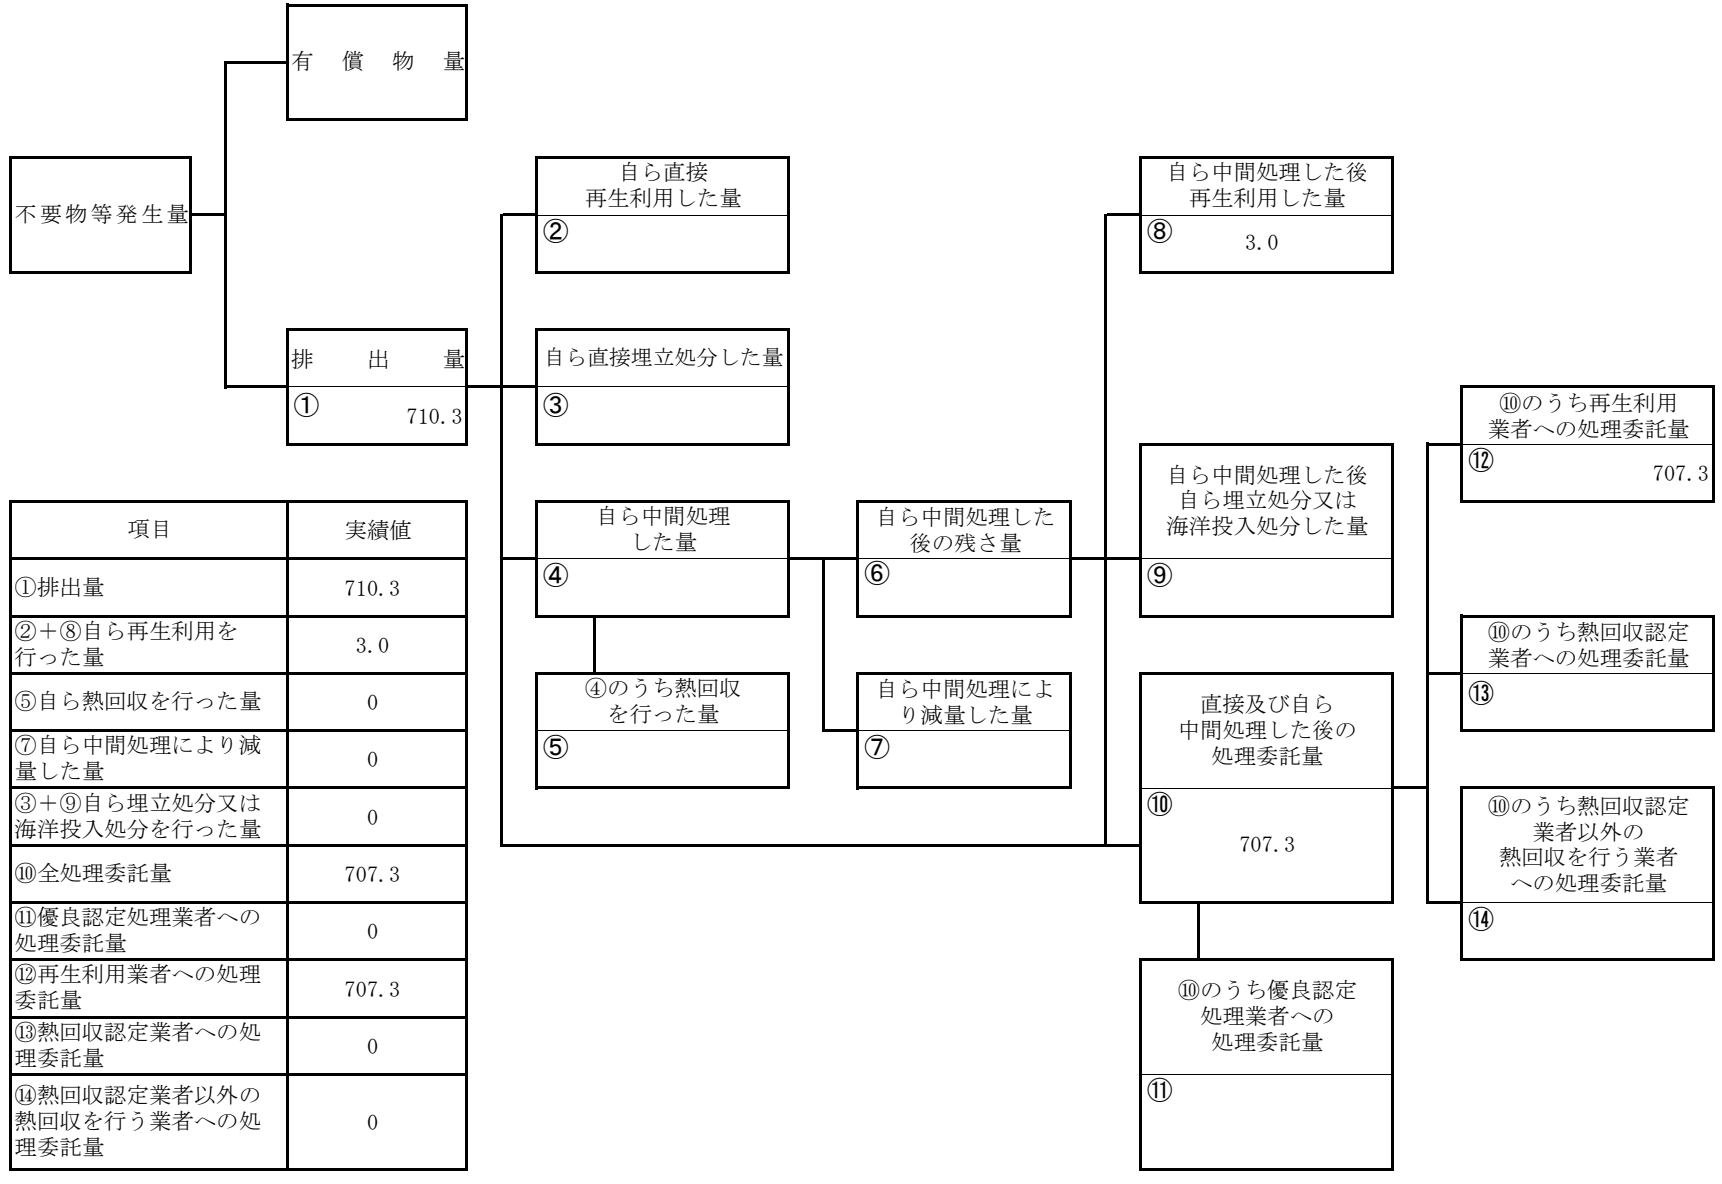 有償物量
不要物等発生量
排出量
①
710.3
自ら直接
再生利用した量
②
自ら直接埋立処分した量
③
自ら中間処理
した量
④
④のうち熱回収
を行った量
⑤
自ら中間処理した
後の残さ量
⑥
自ら中間処理によ
り減量した量
⑦
自ら中間処理した後
再生利用した量
⑧
3.0
自ら中間処理した後
自ら埋立処分又は
海洋投入処分した量
⑨
直接及び自ら
中間処理した後の
処理委託量
⑩
707.3
⑩のうち優良認定
処理業者への
処理委託量
⑪
⑩のうち再生利用
業者への処理委託量
⑫
707.3
⑩のうち熱回収認定
業者への処理委託量
⑬
⑩のうち熱回収認定
業者以外の
熱回収を行う業者
への処理委託量
⑭
項目
実績値
①排出量
710.3
②+⑧自ら再生利用を
行った量
3.0
⑤自ら熱回収を行った量
0
⑦自ら中間処理により減
量した量
0
③+⑨自ら埋立処分又は
海洋投入処分を行った量
0
⑩全処理委託量
707.3
⑪優良認定処理業者への
処理委託量
0
⑫再生利用業者への処理
委託量
707.3
⑬熱回収認定業者への処
理委託量
0
⑭熱回収認定業者以外の
熱回収を行う業者への処
理委託量
0